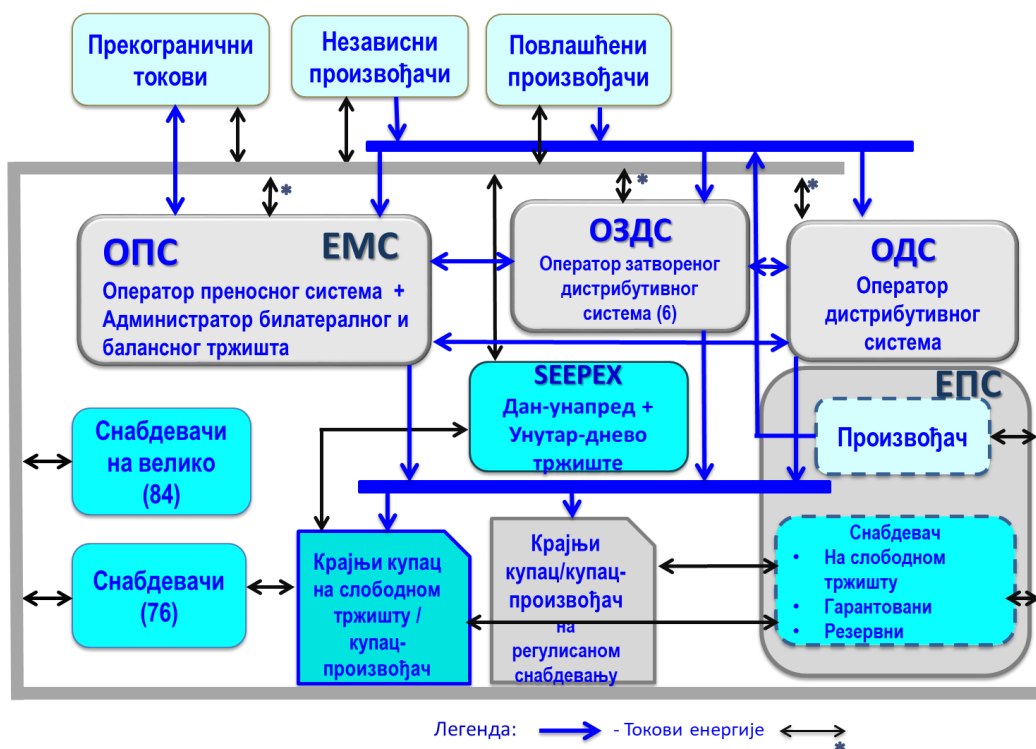 Прекогранични
токови
Независни
произвођачи
Повлашћени
произвођачи
*
*
*
ОПС
ЕМС
Оператор преносног система +
Администратор билатералног и
балансног тржишта
ОЗДС
Оператор затвореног
дистрибутивног
система (6)
ОДС
Оператор
дистрибутивног
система
SEEPEX
Дан-унапред +
Унутар-днево
тржиште
ЕПС
Произвођач
Снабдевачи
на велико
(84)
Снабдевачи
(76)
Крајњи купац
на слободном
тржишту /
купац-
произвођач
Крајњи
купац/купац-
произвођач
на
регулисаном
снабдевању
Снабдевач
• На слободном
тржишту
• Гарантовани
• Резервни
Легенда: - Токови енергије
*